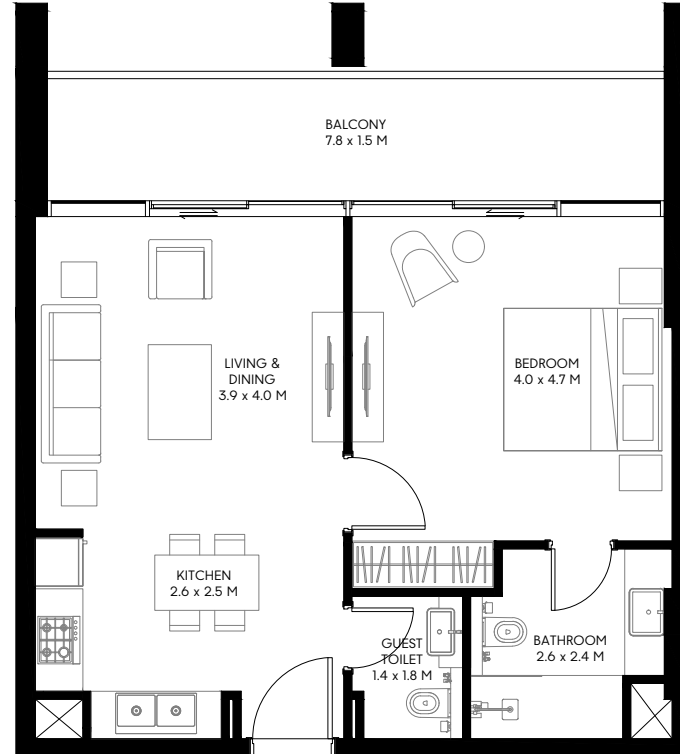 BALCONY
7.8 x 1.5 M
LIVING &
DINING
3.9 x 4.0 M
BEDROOM
4.0 x 4.7 M
KITCHEN
2.6 x 2.5 M
GUEST
TOILET
1.4 x 1.8 M
BATHROOM
2.6 x 2.4 M